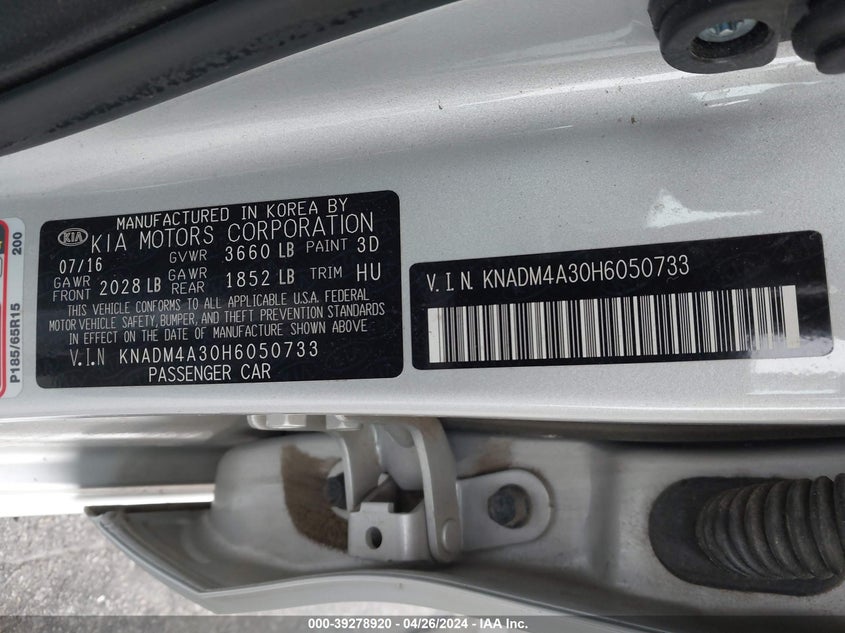 MANUFACTURED IN KOREA BY
KIA KIA MOTORS CORPORATION
07/16 GVWR 3660 LB PAINT 3D
GAWR FRONT 2028 LB GAWR REAR 1852 LB TRIM HU
THIS VEHICLE CONFORMS TO ALL APPLICABLE U.S.A. FEDERAL
MOTOR VEHICLE SAFETY, BUMPER, AND THEFT PREVENTION STANDARDS
IN EFFECT ON THE DATE OF MANUFACTURE SHOWN ABOVE
V.I.N KNADM4A30H6050733
PASSENGER CAR
V.I.N. KNADM4A30H6050733
P185/65R15 200
000-39278920 - 04/26/2024 - IAA Inc.